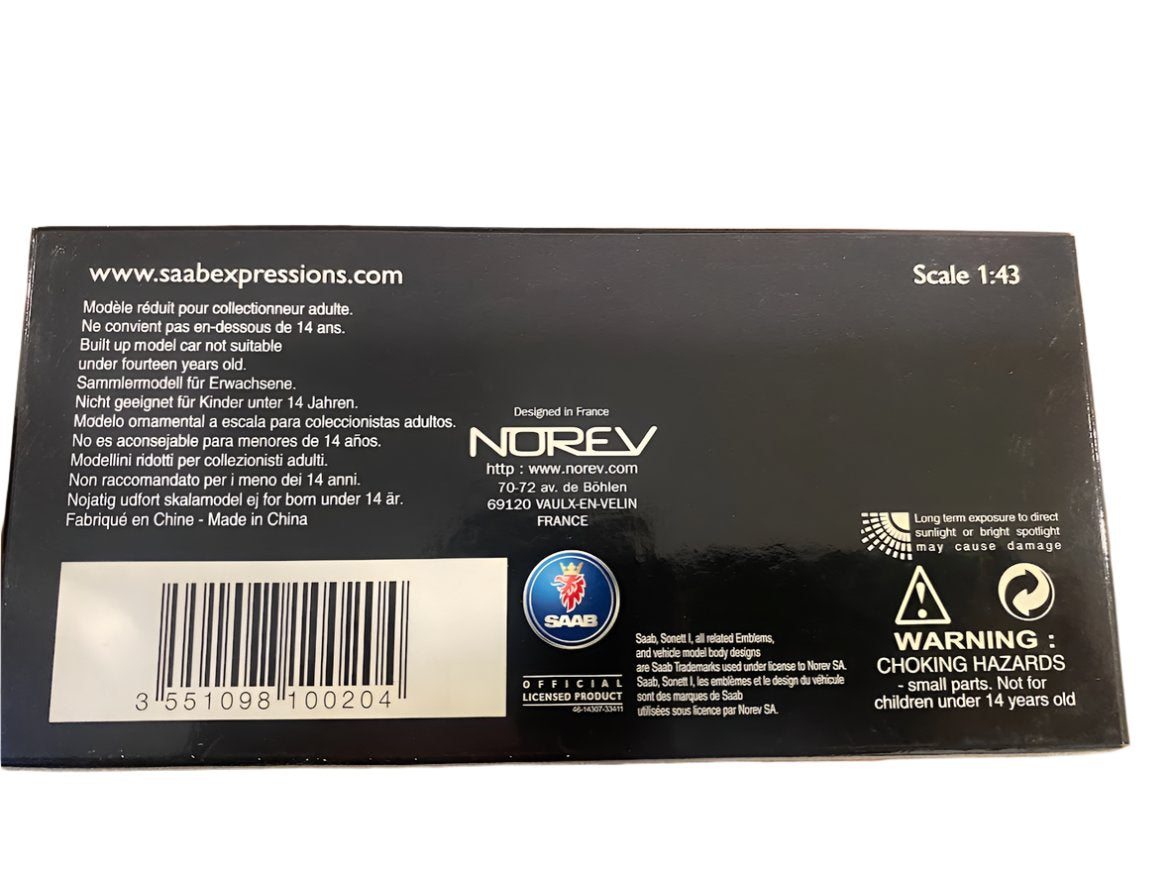 www.saabexpressions.com
Scale 1:43
Modèle réduit pour collectionneur adulte.
Ne convient pas en-dessous de 14 ans.
Built up model car not suitable
under fourteen years old.
Sammlermodell für Erwachsene.
Nicht geeignet für Kinder unter 14 Jahren.
Modelo ornamental a escala para coleccionistas adultos.
No es aconsejable para menores de 14 años.
Modellini ridotti per collezionisti adulti.
Non raccomandato per i meno dei 14 anni.
Nojatig udfort skalamodel ej for born under 14 år.
Fabriqué en Chine - Made in China
Designed in France
NOREV
http : www.norev.com
70-72 av. de Böhlen
69120 VAULX-EN-VELIN
FRANCE
Long term exposure to direct
sunlight or bright spotlight
may cause damage
3 551098 100204
SAAB
OFFICIAL
LICENSED PRODUCT
46-14307-33411
Saab, Sonett I, all related Emblems,
and vehicle model body designs
are Saab Trademarks used under license to Norev SA.
Saab, Sonett I, les emblèmes et le design du véhicule
sont des marques de Saab
utilisées sous licence par Norev SA.
WARNING :
CHOKING HAZARDS
- small parts. Not for
children under 14 years old